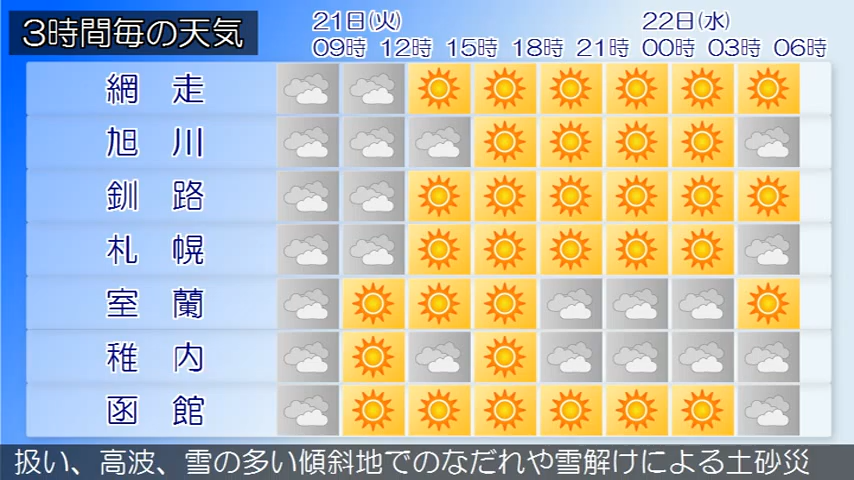 3時間毎の天気
21日(火) 22日(水)
09時 12時 15時 18時 21時 00時 03時 06時
網走
旭川
釧路
札幌
室蘭
稚内
函館
扱い、高波、雪の多い傾斜地でのなだれや雪解けによる土砂災